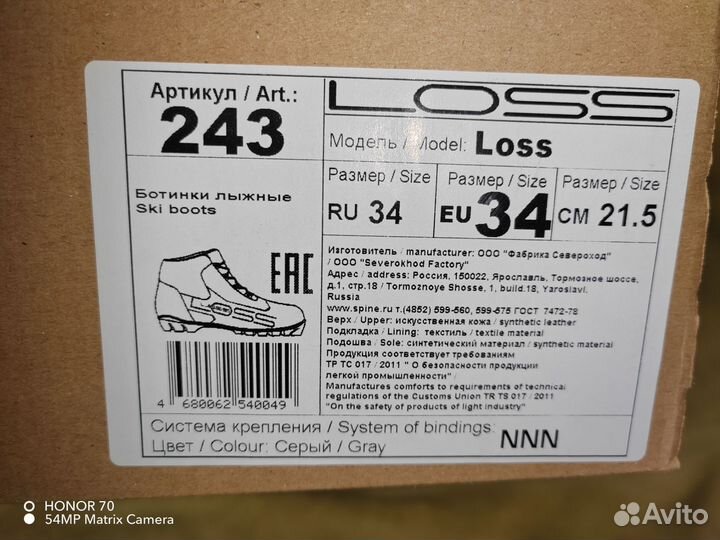 Артикул / Art.:
243
Ботинки лыжные
Ski boots
EAC
4 680062 540049
LOSS
Модель / Model: Loss
Размер / Size
RU 34
Размер / Size
EU 34
Размер / Size
CM 21.5
Изготовитель / manufacturer: ООО "Фабрика Североход"
/ OOO "Severokhod Factory"
Адрес / address: Россия, 150022, Ярославль, Тормозное шоссе,
д.1, стр.18 / Tormoznoye Shosse, 1, build.18, Yaroslavl,
Russia
www.spine.ru т.(4852) 599-560, 599-575 ГОСТ 7472-78
Верх / Upper: искусственная кожа / synthetic leather
Подкладка / Lining: текстиль / textile material
Подошва / Sole: синтетический материал / synthetic material
Продукция соответствует требованиям
ТР ТС 017 / 2011 " О безопасности продукции
легкой промышленности" /
Manufactures comforts to requirements of technical
regulations of the Customs Union TR TS 017 / 2011
"On the safety of products of light industry"
Система крепления / System of bindings: NNN
Цвет / Colour: Серый / Gray
HONOR 70
54MP Matrix Camera
Avito